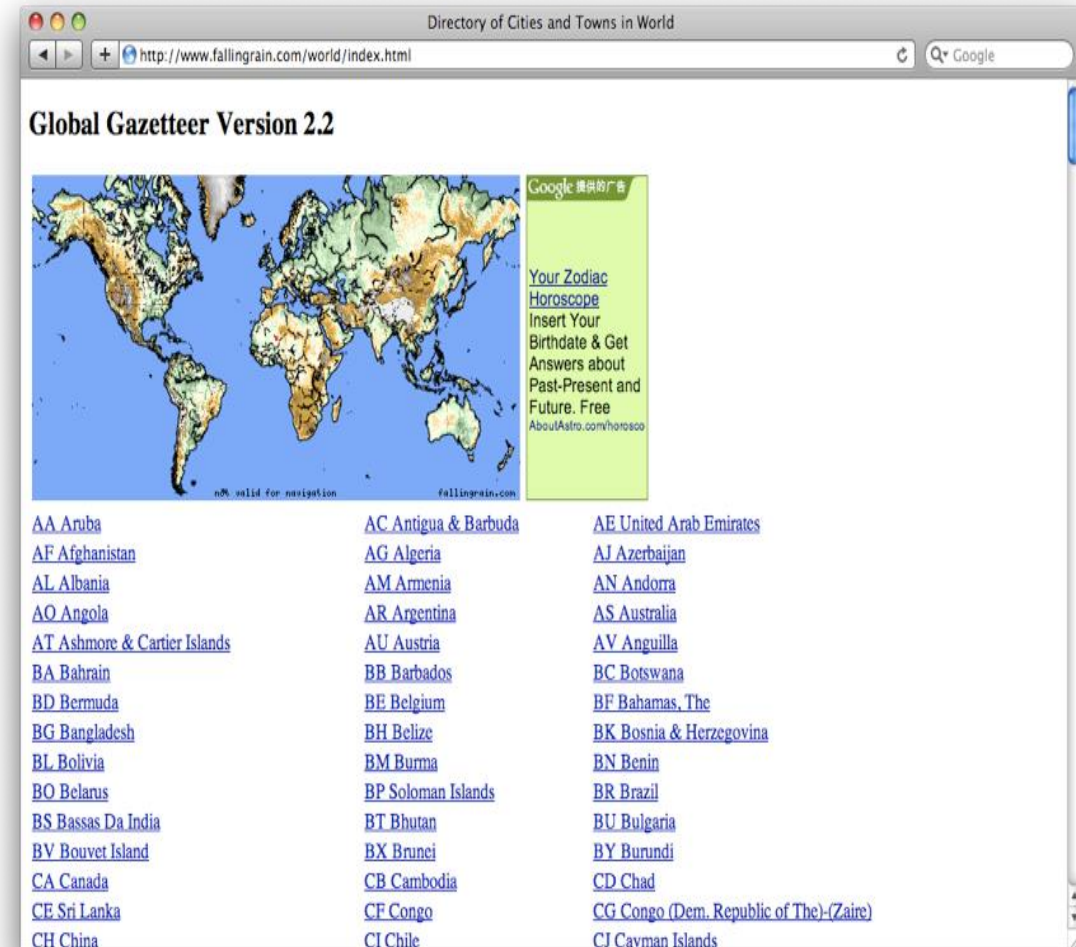 Directory of Cities and Towns in World
http://www.fallingrain.com/world/index.html
Google
Global Gazetteer Version 2.2
Google 提供的广告
Your Zodiac
Horoscope
Insert Your
Birthdate & Get
Answers about
Past-Present and
Future. Free
AboutAstro.com/horosco
not valid for navigation
fallingrain.com
AA Aruba AC Antigua & Barbuda AE United Arab Emirates
AF Afghanistan AG Algeria AJ Azerbaijan
AL Albania AM Armenia AN Andorra
AO Angola AR Argentina AS Australia
AT Ashmore & Cartier Islands AU Austria AV Anguilla
BA Bahrain BB Barbados BC Botswana
BD Bermuda BE Belgium BF Bahamas, The
BG Bangladesh BH Belize BK Bosnia & Herzegovina
BL Bolivia BM Burma BN Benin
BO Belarus BP Soloman Islands BR Brazil
BS Bassas Da India BT Bhutan BU Bulgaria
BV Bouvet Island BX Brunei BY Burundi
CA Canada CB Cambodia CD Chad
CE Sri Lanka CF Congo CG Congo (Dem. Republic of The)-(Zaire)
CH China CI Chile CJ Cayman Islands